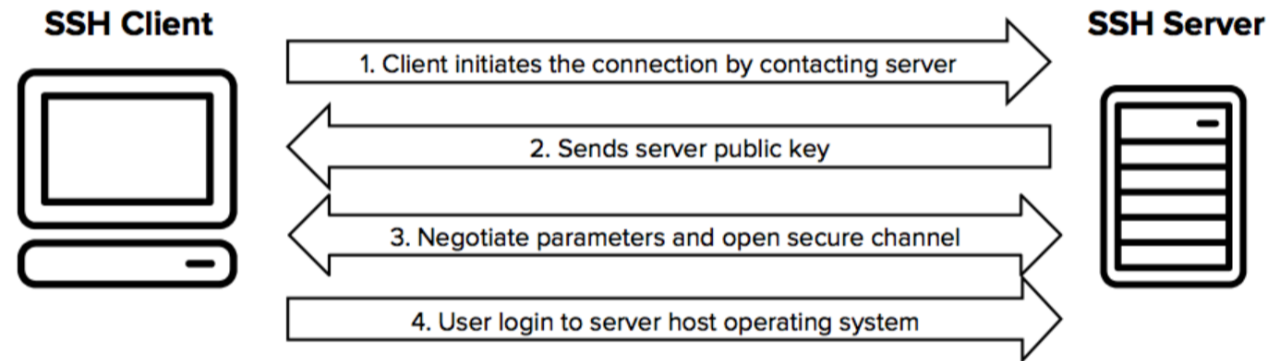 SSH Client
SSH Server
1. Client initiates the connection by contacting server
2. Sends server public key
3. Negotiate parameters and open secure channel
4. User login to server host operating system